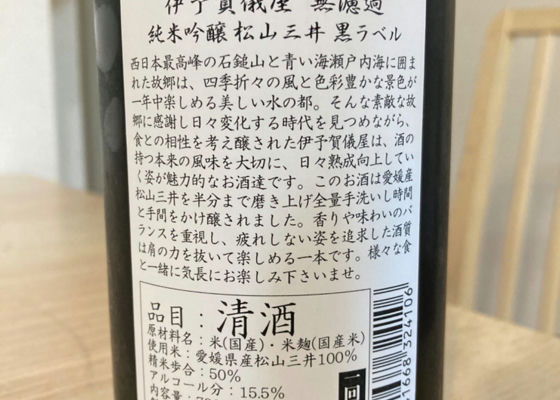 伊予賀儀屋 無濾過
純米吟醸 松山三井 黒ラベル
西日本最高峰の石鎚山と青い海瀬戸内海に囲ま
れた故郷は、四季折々の風と色彩豊かな景色が
一年中楽しめる美しい水の都。そんな素敵な故
郷に感謝し日々変化する時代を見つめながら、
食との相性を考え醸された伊予賀儀屋は、酒の
持つ本来の風味を大切に、日々熟成向上してい
く姿が魅力的なお酒達です。このお酒は愛媛産
松山三井を半分まで磨き上げ全量手洗いし時間
と手間をかけ醸されました。香りや味わいのバ
ランスを重視し、疲れしない姿を追求した酒質
は肩の力を抜いて楽しめる一本です。様々な食
と一緒に気長にお楽しみ下さいませ。
品目：清酒
原材料名：米(国産)・米麹(国産米)
使用米：愛媛県産松山三井100%
精米歩合：50%
アルコール分：15.5%
内容量：
一回
1668 324106